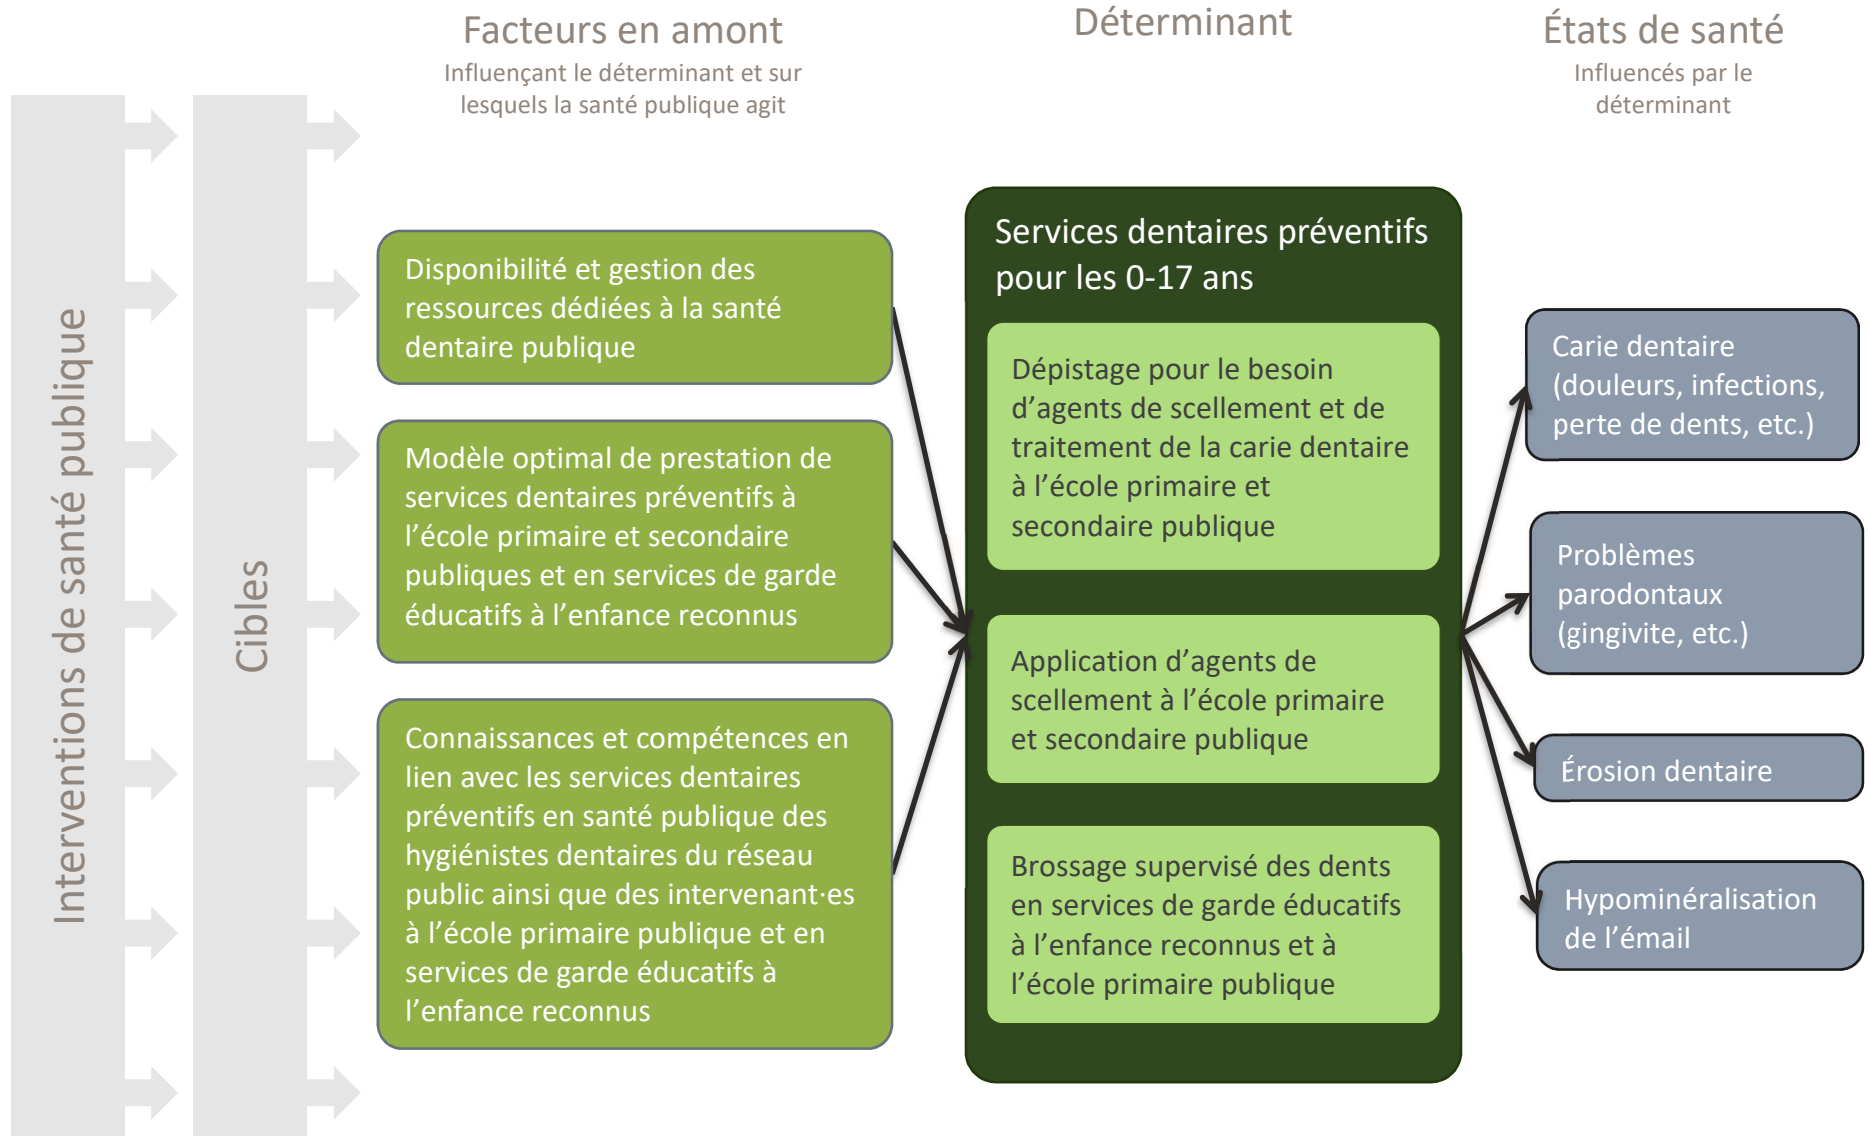 Facteurs en amont
Influençant le déterminant et sur
lesquels la santé publique agit
Déterminant
États de santé
Influencés par le
déterminant
Interventions de santé publique
Cibles
Disponibilité et gestion des
ressources dédiées à la santé
dentaire publique
Modèle optimal de prestation de
services dentaires préventifs à
l’école primaire et secondaire
publiques et en services de garde
éducatifs à l’enfance reconnus
Connaissances et compétences en
lien avec les services dentaires
préventifs en santé publique des
hygiénistes dentaires du réseau
public ainsi que des intervenant·es
à l’école primaire publique et en
services de garde éducatifs à
l’enfance reconnus
Services dentaires préventifs
pour les 0-17 ans
Dépistage pour le besoin
d’agents de scellement et de
traitement de la carie dentaire
à l’école primaire et
secondaire publique
Application d’agents de
scellement à l’école primaire
et secondaire publique
Brossage supervisé des dents
en services de garde éducatifs
à l’enfance reconnus et à
l’école primaire publique
Carie dentaire
(douleurs, infections,
perte de dents, etc.)
Problèmes
parodontaux
(gingivite, etc.)
Érosion dentaire
Hypominéralisation
de l’émail